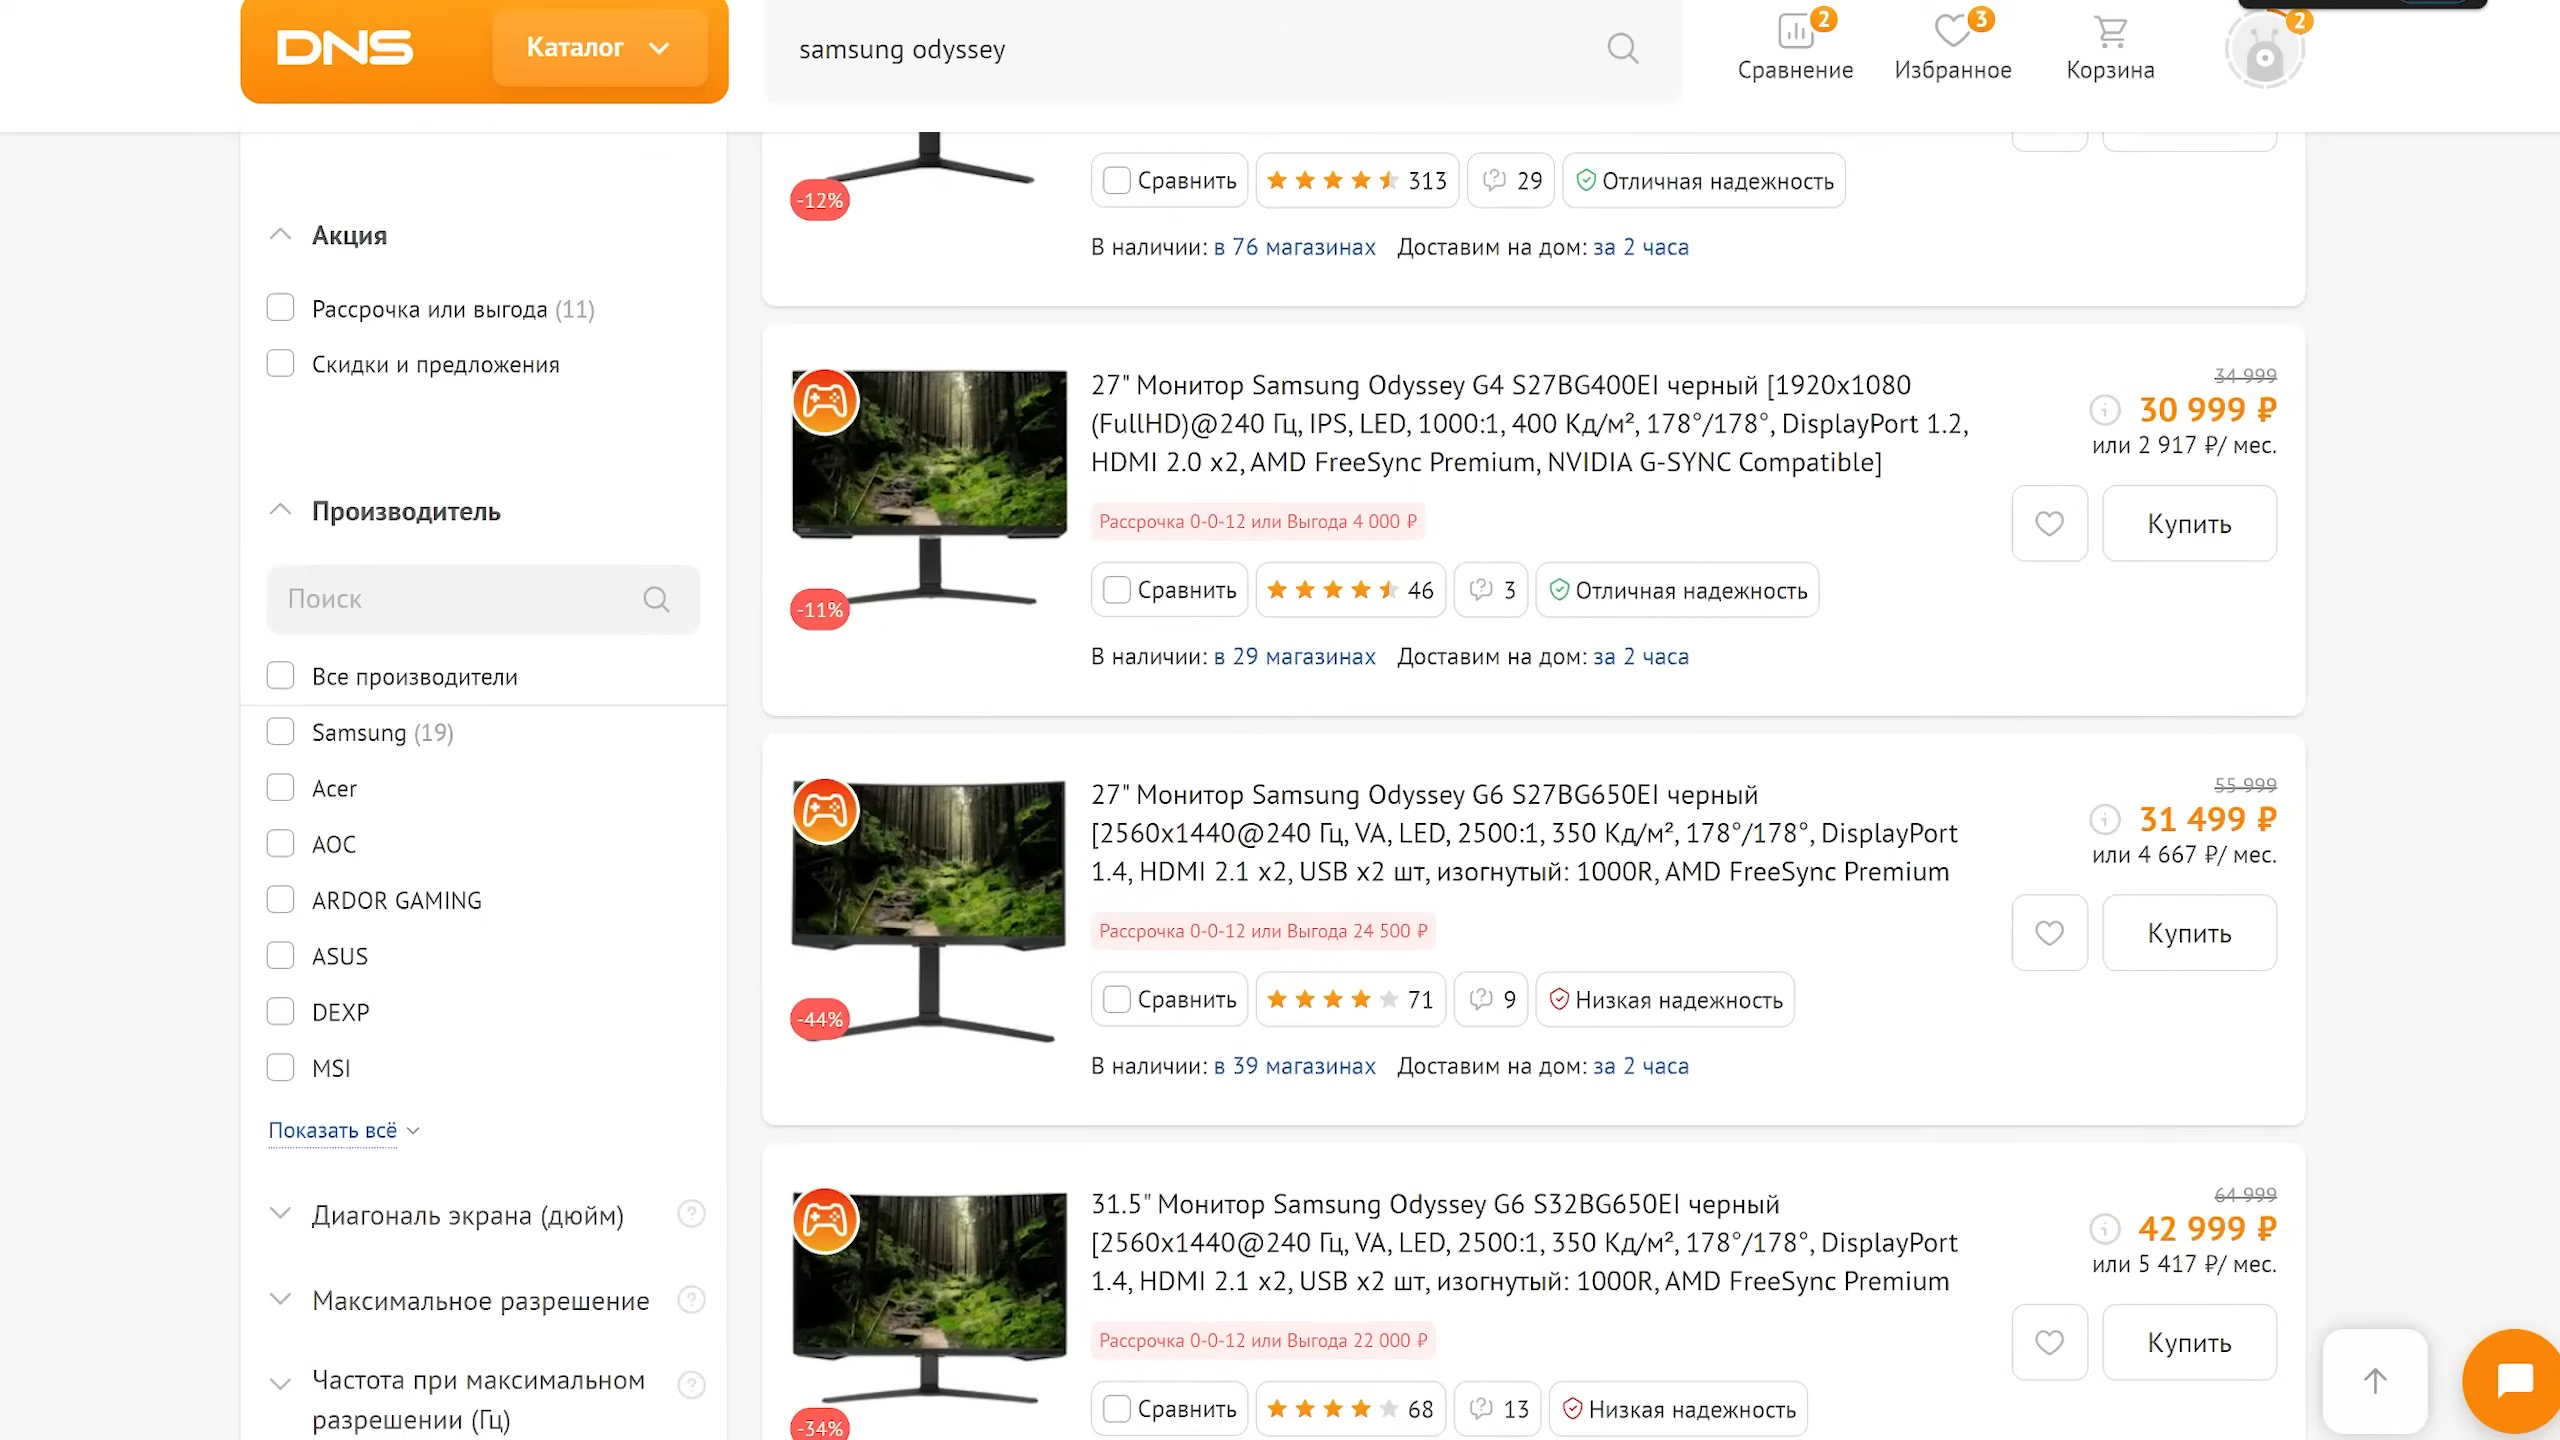 DNS
Каталог
samsung odyssey
2
Сравнение
3
Избранное
Корзина
2
Акция
Рассрочка или выгода (11)
Скидки и предложения
Производитель
Поиск
Все производители
Samsung (19)
Acer
AOC
ARDOR GAMING
ASUS
DEXP
MSI
Показать всё
Диагональ экрана (дюйм)
?
Максимальное разрешение
?
Частота при максимальном
разрешении (Гц)
?
-12%
Сравнить
313
29
Отличная надежность
В наличии: в 76 магазинах Доставим на дом: за 2 часа
27" Монитор Samsung Odyssey G4 S27BG400EI черный [1920x1080
(FullHD)@240 Гц, IPS, LED, 1000:1, 400 Кд/м², 178°/178°, DisplayPort 1.2,
HDMI 2.0 x2, AMD FreeSync Premium, NVIDIA G-SYNC Compatible]
34 999
30 999 ₽
или 2 917 ₽/ мес.
Рассрочка 0-0-12 или Выгода 4 000 ₽
Купить
-11%
Сравнить
46
3
Отличная надежность
В наличии: в 29 магазинах Доставим на дом: за 2 часа
27" Монитор Samsung Odyssey G6 S27BG650EI черный
[2560x1440@240 Гц, VA, LED, 2500:1, 350 Кд/м², 178°/178°, DisplayPort
1.4, HDMI 2.1 x2, USB x2 шт, изогнутый: 1000R, AMD FreeSync Premium
55 999
31 499 ₽
или 4 667 ₽/ мес.
Рассрочка 0-0-12 или Выгода 24 500 ₽
Купить
-44%
Сравнить
71
9
Низкая надежность
В наличии: в 39 магазинах Доставим на дом: за 2 часа
31.5" Монитор Samsung Odyssey G6 S32BG650EI черный
[2560x1440@240 Гц, VA, LED, 2500:1, 350 Кд/м², 178°/178°, DisplayPort
1.4, HDMI 2.1 x2, USB x2 шт, изогнутый: 1000R, AMD FreeSync Premium
64 999
42 999 ₽
или 5 417 ₽/ мес.
Рассрочка 0-0-12 или Выгода 22 000 ₽
Купить
-34%
Сравнить
68
13
Низкая надежность